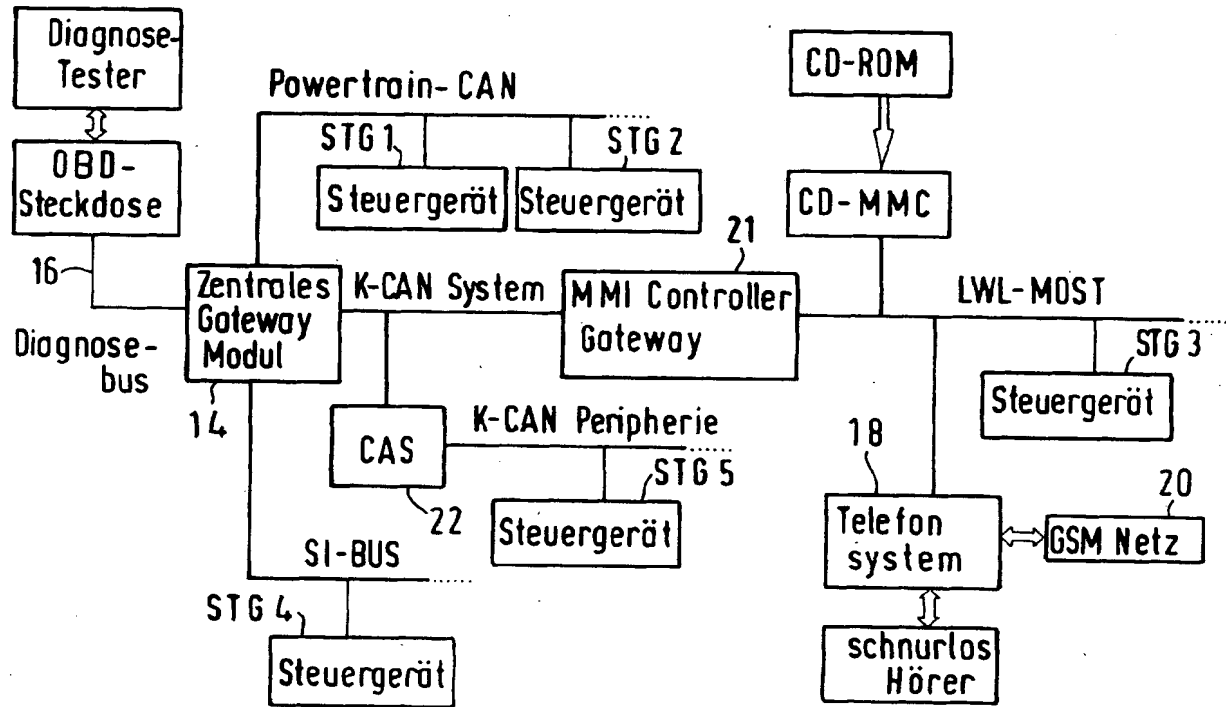 Diagnose-
Tester
OBD-
Steckdose
16
Diagnose-
bus
Powertrain-CAN
STG 1
Steuergerät
STG 2
Steuergerät
CD-ROM
CD-MMC
Zentrales
Gateway
Modul
14
K-CAN System
21
MMI Controller
Gateway
LWL-MOST
STG 3
Steuergerät
CAS
22
K-CAN Peripherie
STG 5
Steuergerät
18
Telefon
system
20
GSM Netz
schnurlos
Hörer
SI-BUS
STG 4
Steuergerät